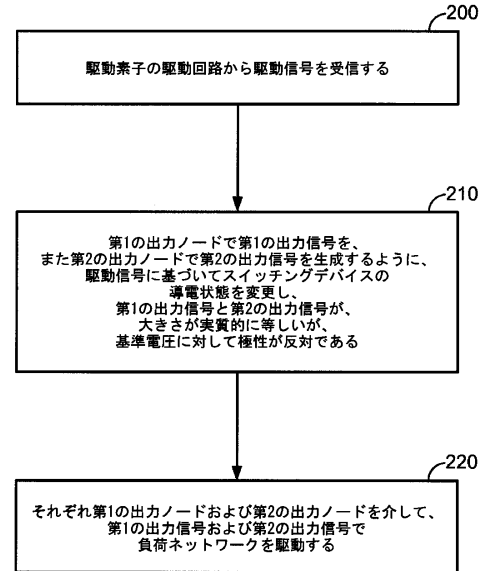 200
駆動素子の駆動回路から駆動信号を受信する
210
第1の出力ノードで第1の出力信号を、
また第2の出力ノードで第2の出力信号を生成するように、
駆動信号に基づいてスイッチングデバイスの
導電状態を変更し、
第1の出力信号と第2の出力信号が、
大きさが実質的に等しいが、
基準電圧に対して極性が反対である
220
それぞれ第1の出力ノードおよび第2の出力ノードを介して、
第1の出力信号および第2の出力信号で
負荷ネットワークを駆動する